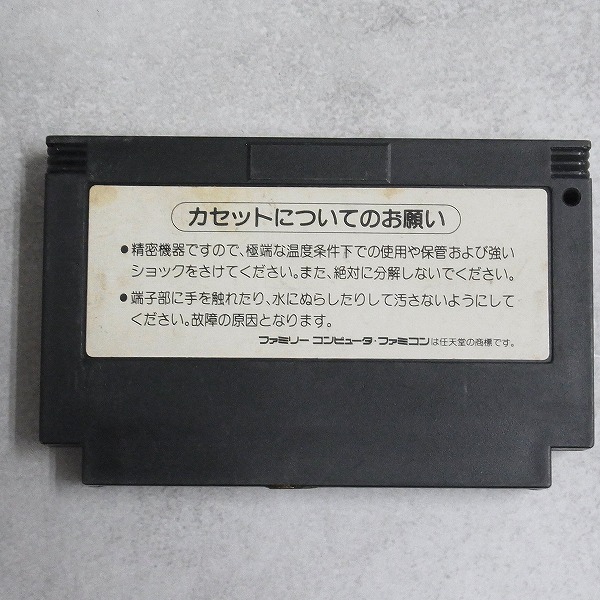 カセットについてのお願い
●精密機器ですので、極端な温度条件下での使用や保管および強い
ショックをさけてください。また、絶対に分解しないでください。
●端子部に手を触れたり、水にぬらしたりして汚さないようにして
ください。故障の原因となります。
ファミリー コンピュータ・ファミコンは任天堂の商標です。